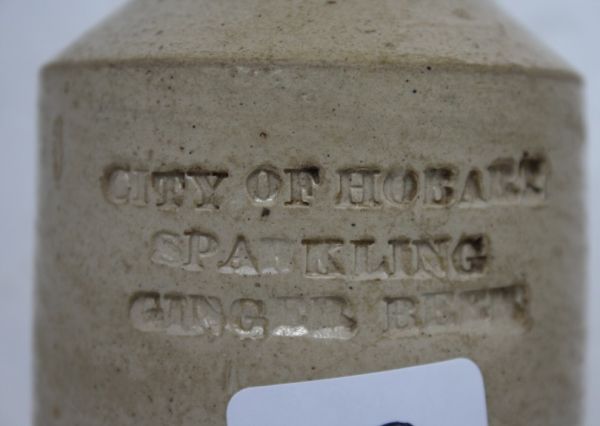 CITY OF HOBART
SPARKLING
GINGER BEER